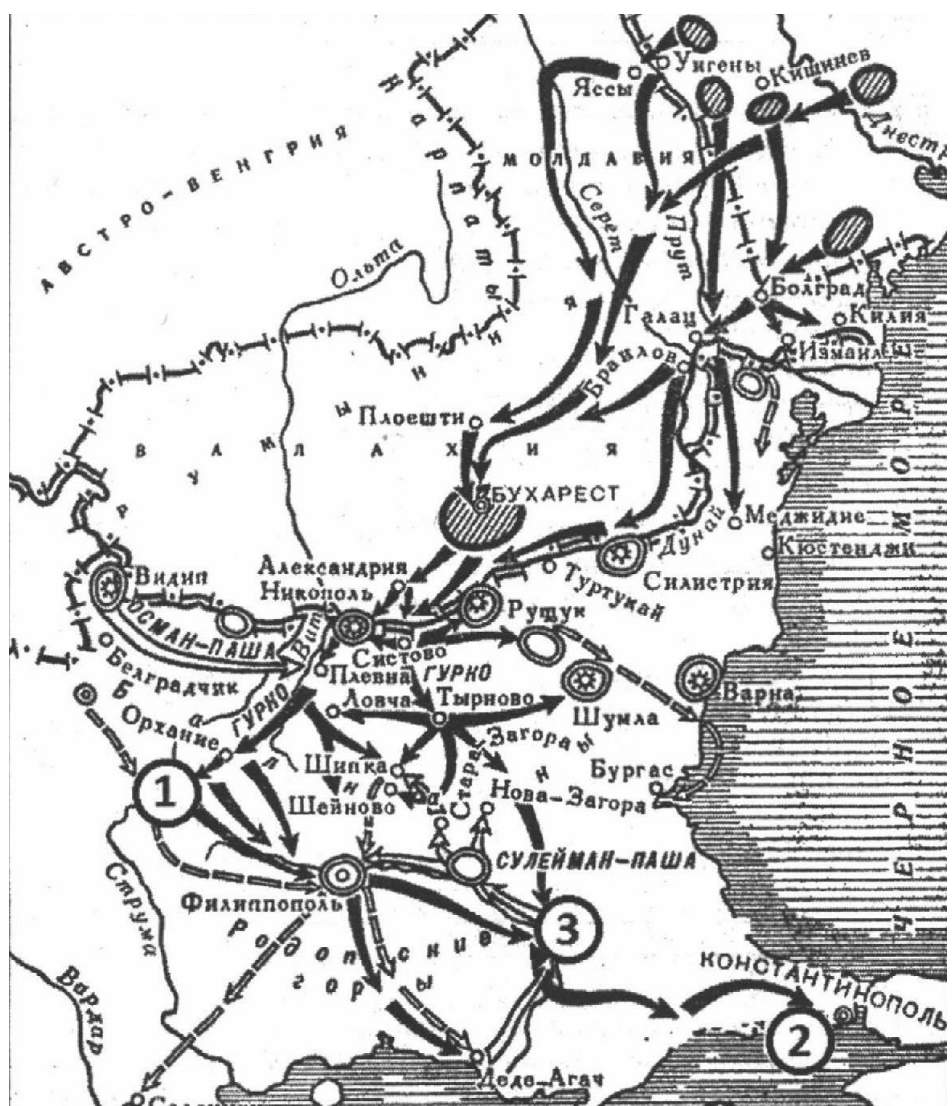 Унгены
Яссы
Кишинев
Днестр
МОЛДАВИЯ
АВСТРО-ВЕНГРИЯ
Карпаты
Серет
Прут
Ольта
Болград
Килия
Галац
Измаил
Браилов
Плоешти
РУМЫНИЯ
ВАЛАХИЯ
БУХАРЕСТ
Меджидие
Кюстенджи
Дунай
Силистрия
Туртукай
Александрия
Никополь
Рущук
Видин
ОСМАН-ПАША
Вит
Систово
Плевна
ГУРКО
Белградчик
ГУРКО
Ловча
Тырново
Шумла
Варна
Орхание
Шипка
Шейново
Стара-Загора
Нова-Загора
Бургас
1
СУЛЕЙМАН-ПАША
Филиппополь
Струма
Родопские
горы
3
Вардар
КОНСТАНТИНОПОЛЬ
2
Деде-Агач
ЧЕРНОЕ МОРЕ